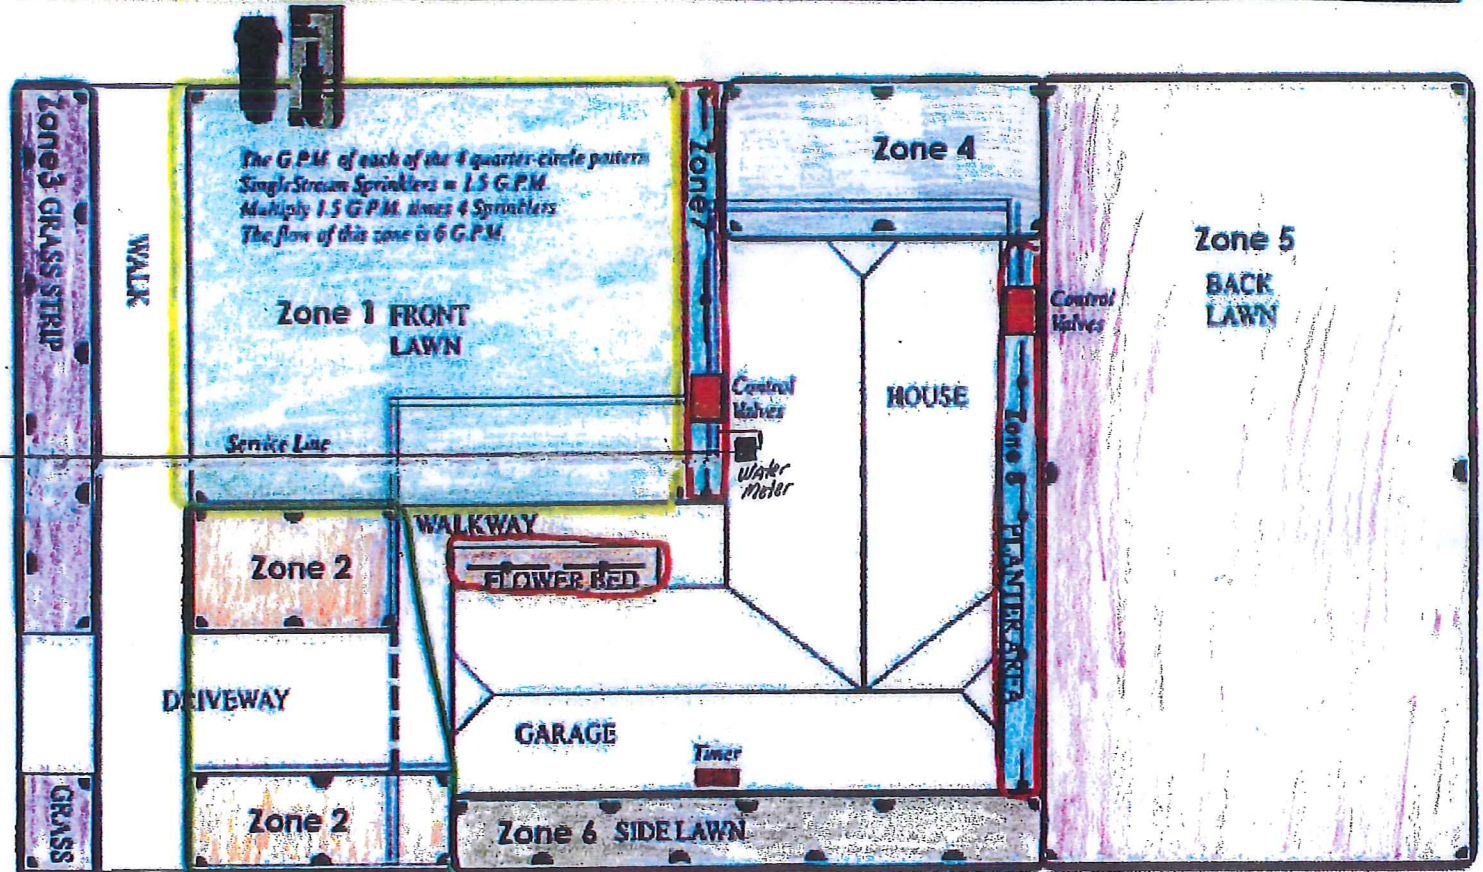 Zone3 GRASS STRIP
WALK
The G.P.M. of each of the 4 quarter-circle pattern
Single Stream Sprinklers = 1.5 G.P.M.
Multiply 1.5 G.P.M. times 4 Sprinklers.
The flow of this zone is 6 G.P.M.
Zone 1 FRONT
LAWN
Service Line
Zone7
Control
Valves
Water
Meter
Zone 4
HOUSE
Control
Valves
Zone 5
BACK
LAWN
Zone 8 PLANTER AREA
WALKWAY
FLOWER BED
Zone 2
DRIVEWAY
GARAGE
Timer
Zone 2
Zone 6 SIDE LAWN
GRASS